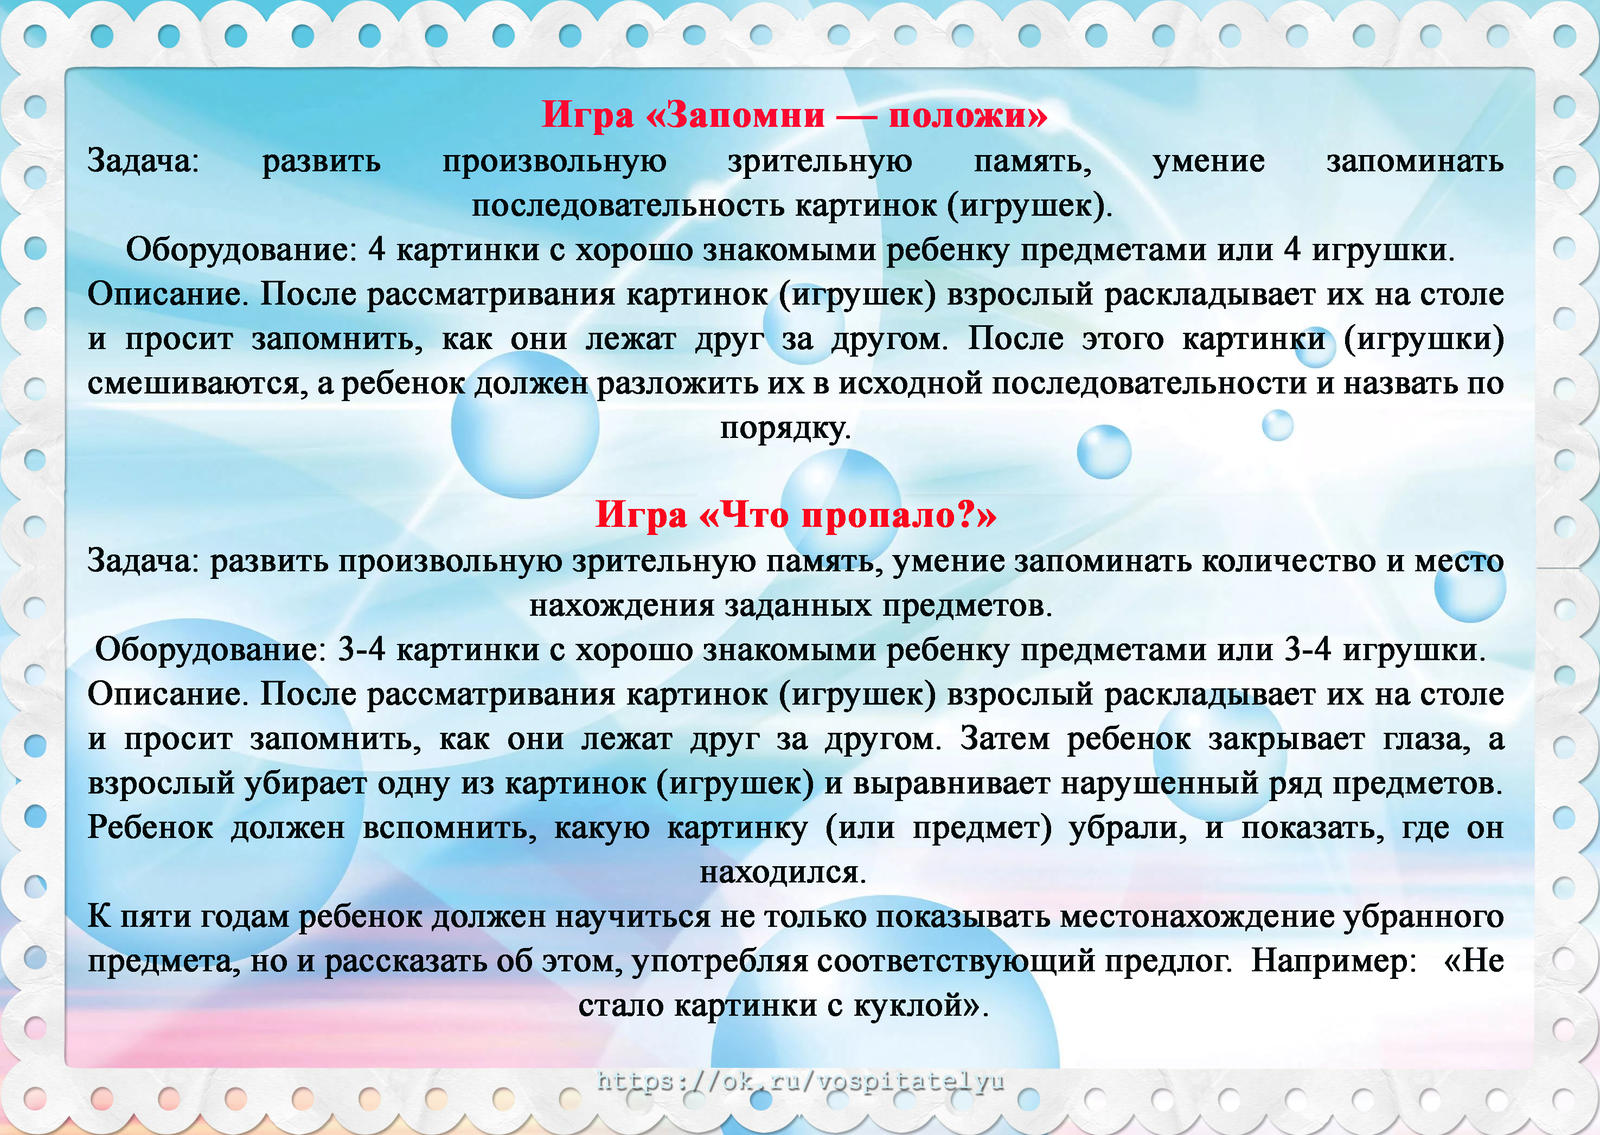 Игра «Запомни — положи»
Задача: развить произвольную зрительную память, умение запоминать
последовательность картинок (игрушек).
Оборудование: 4 картинки с хорошо знакомыми ребенку предметами или 4 игрушки.
Описание. После рассматривания картинок (игрушек) взрослый раскладывает их на столе
и просит запомнить, как они лежат друг за другом. После этого картинки (игрушки)
смешиваются, а ребенок должен разложить их в исходной последовательности и назвать по
порядку.
Игра «Что пропало?»
Задача: развить произвольную зрительную память, умение запоминать количество и место
нахождения заданных предметов.
Оборудование: 3-4 картинки с хорошо знакомыми ребенку предметами или 3-4 игрушки.
Описание. После рассматривания картинок (игрушек) взрослый раскладывает их на столе
и просит запомнить, как они лежат друг за другом. Затем ребенок закрывает глаза, а
взрослый убирает одну из картинок (игрушек) и выравнивает нарушенный ряд предметов.
Ребенок должен вспомнить, какую картинку (или предмет) убрали, и показать, где он
находился.
К пяти годам ребенок должен научиться не только показывать местонахождение убранного
предмета, но и рассказать об этом, употребляя соответствующий предлог. Например: «Не
стало картинки с куклой».
https://ok.ru/vospitatelyu